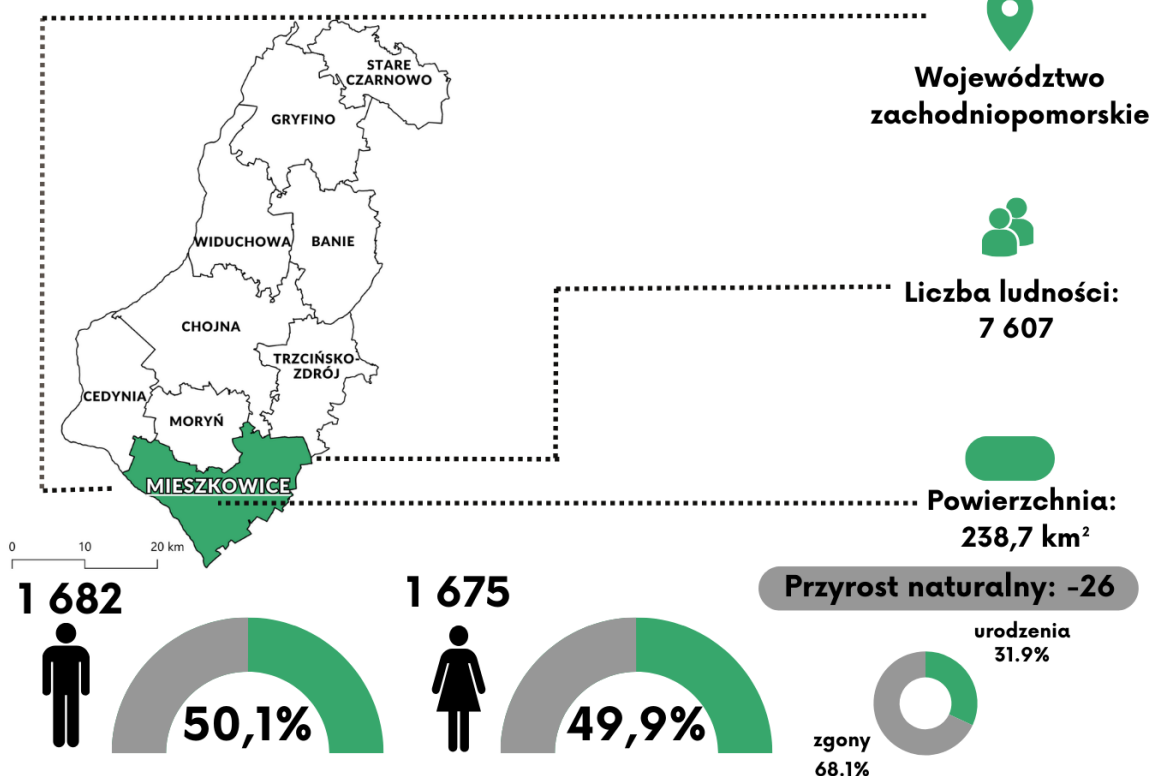 STARE
CZARNOWO
GRYFINO
WIDUCHOWA
BANIE
CHOJNA
TRZCIŃSKO-
ZDRÓJ
CEDYNIA
MORYŃ
MIESZKOWICE
0 10 20 km
Województwo
zachodniopomorskie
Liczba ludności:
7 607
Powierzchnia:
238,7 km²
1 682
50,1%
1 675
49,9%
Przyrost naturalny: -26
urodzenia
31.9%
zgony
68.1%